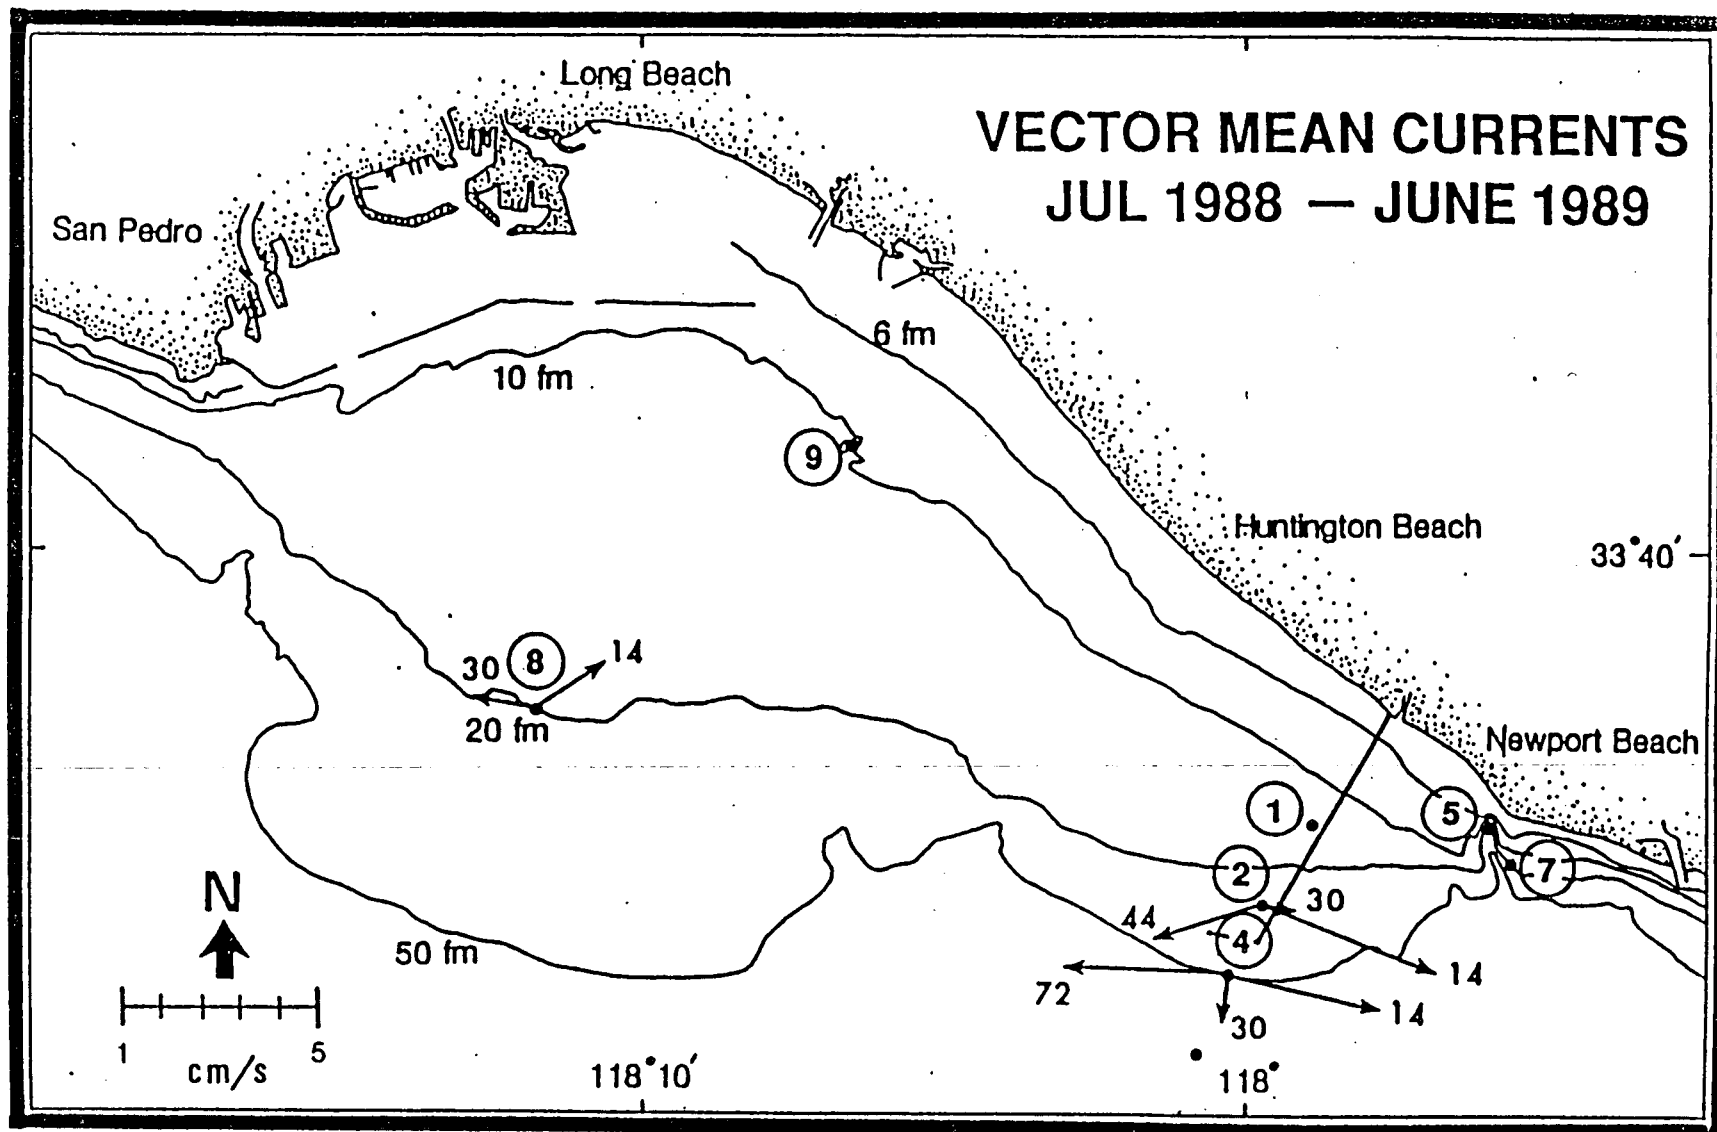 Long Beach
VECTOR MEAN CURRENTS
JUL 1988 — JUNE 1989
San Pedro
6 fm
10 fm
9
Huntington Beach
33°40′
30
8
14
20 fm
Newport Beach
1
5
2
7
N
44
30
4
50 fm
14
72
14
30
1
5
cm/s
118°10′
118°